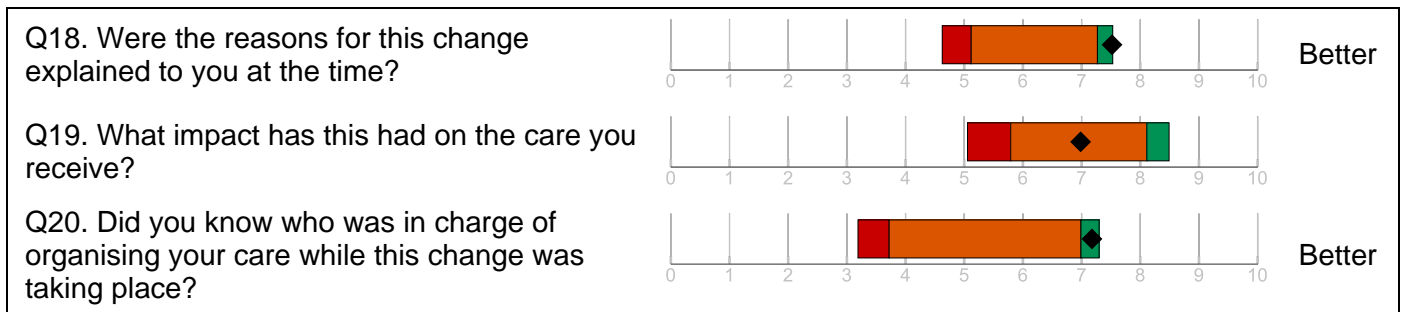 Q18. Were the reasons for this change
explained to you at the time?
0 1 2 3 4 5 6 7 8 9 10
Better
Q19. What impact has this had on the care you
receive?
0 1 2 3 4 5 6 7 8 9 10
Q20. Did you know who was in charge of
organising your care while this change was
taking place?
0 1 2 3 4 5 6 7 8 9 10
Better